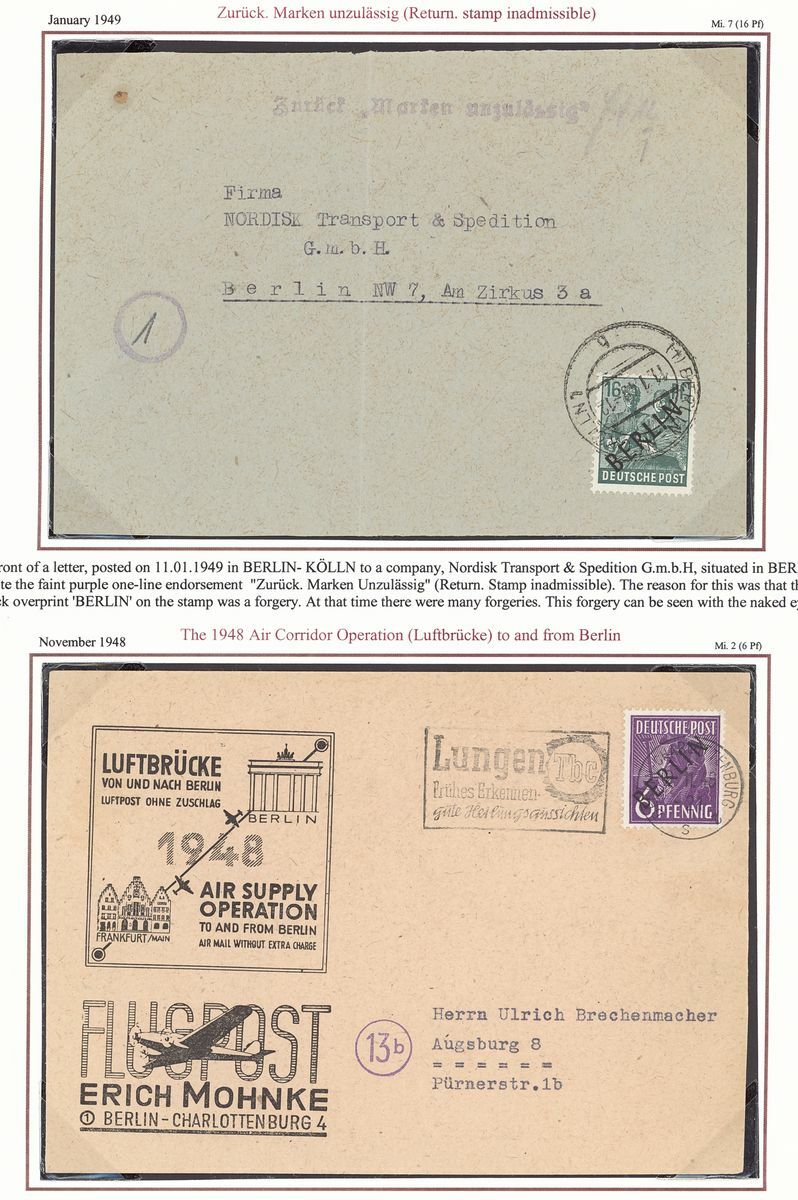 January 1949
Zurück. Marken unzulässig (Return. stamp inadmissible)
Mi. 7 (16 Pf)
Zurück „Marken unzulässig"
Firma
NORDISK Transport & Spedition
G.m.b.H.
Berlin NW 7, Am Zirkus 3 a
1
16
BERLIN
DEUTSCHE POST
ront of a letter, posted on 11.01.1949 in BERLIN- KÖLLN to a company, Nordisk Transport & Spedition G.m.b.H, situated in BER
te the faint purple one-line endorsement "Zurück. Marken Unzulässig" (Return. Stamp inadmissible). The reason for this was that th
ck overprint 'BERLIN' on the stamp was a forgery. At that time there were many forgeries. This forgery can be seen with the naked e
November 1948
The 1948 Air Corridor Operation (Luftbrücke) to and from Berlin
Mi. 2 (6 Pf)
LUFTBRÜCKE
VON UND NACH BERLIN
LUFTPOST OHNE ZUSCHLAG
BERLIN
1948
AIR SUPPLY
OPERATION
TO AND FROM BERLIN
AIR MAIL WITHOUT EXTRA CHARGE
FRANKFURT/MAIN
Lungen Tbc
Frühes Erkennen-
gute Heilungsaussichten
DEUTSCHE POST
BERLIN
6 PFENNIG
ENBURG
S
FLUGPOST
ERICH MOHNKE
1 BERLIN-CHARLOTTENBURG 4
13b
Herrn Ulrich Brechenmacher
Augsburg 8
= = = = = =
Pürnerstr.1b